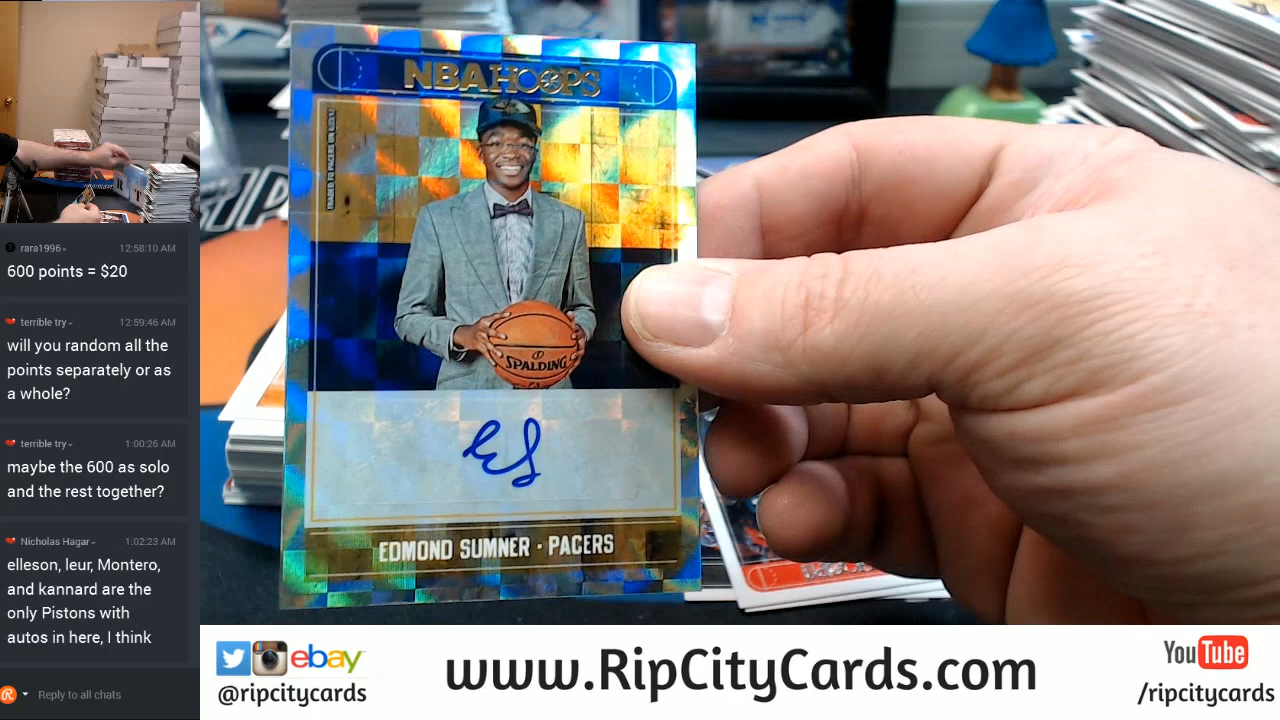 rara1996
12:58:10 AM
600 points = $20
terrible try
12:59:46 AM
will you random all the
points separately or as
a whole?
terrible try
1:00:26 AM
maybe the 600 as solo
and the rest together?
Nicholas Hagar
1:02:23 AM
elleson, leur, Montero,
and kannard are the
only Pistons with
autos in here, I think
Reply to all chats
NBA HOOPS
SPALDING
ES
EDMOND SUMNER · PACERS
ebay
@ripcitycards
www.RipCityCards.com
YouTube
/ripcitycards